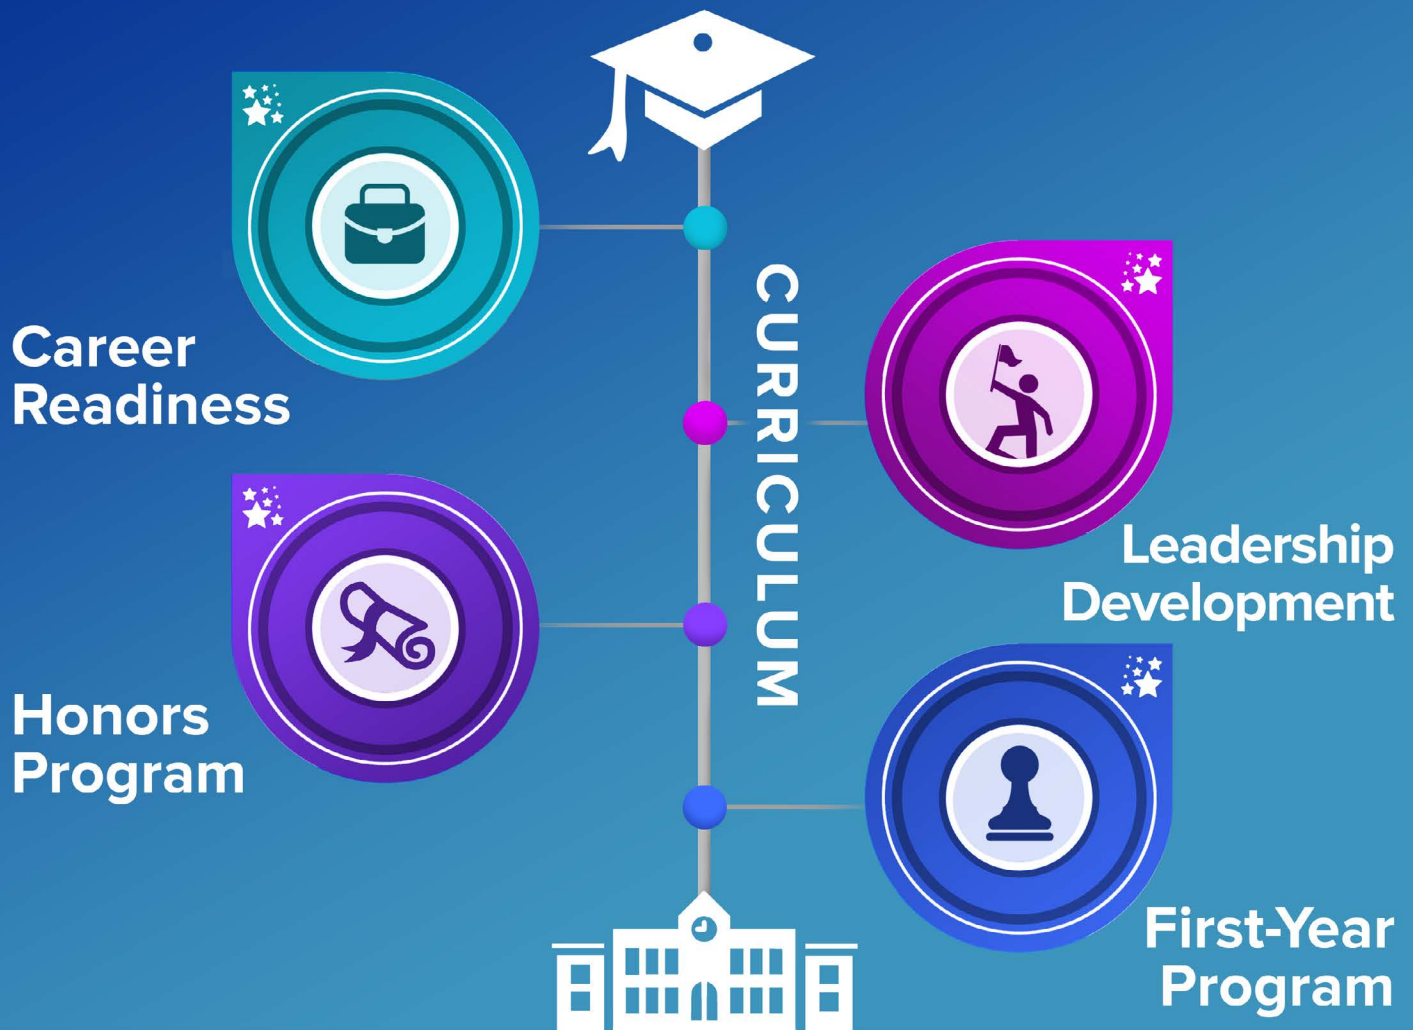 Career
Readiness
CURRICULUM
Leadership
Development
Honors
Program
First-Year
Program